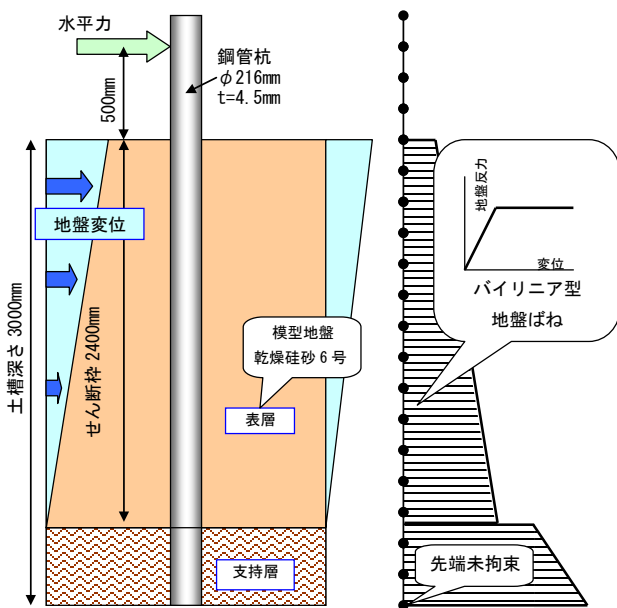 水平力
鋼管杭
φ216mm
t=4.5mm
500mm
地盤変位
土槽深さ 3000mm
せん断枠 2400mm
模型地盤
乾燥硅砂6号
表層
支持層
地盤反力
変位
バイリニア型
地盤ばね
先端未拘束